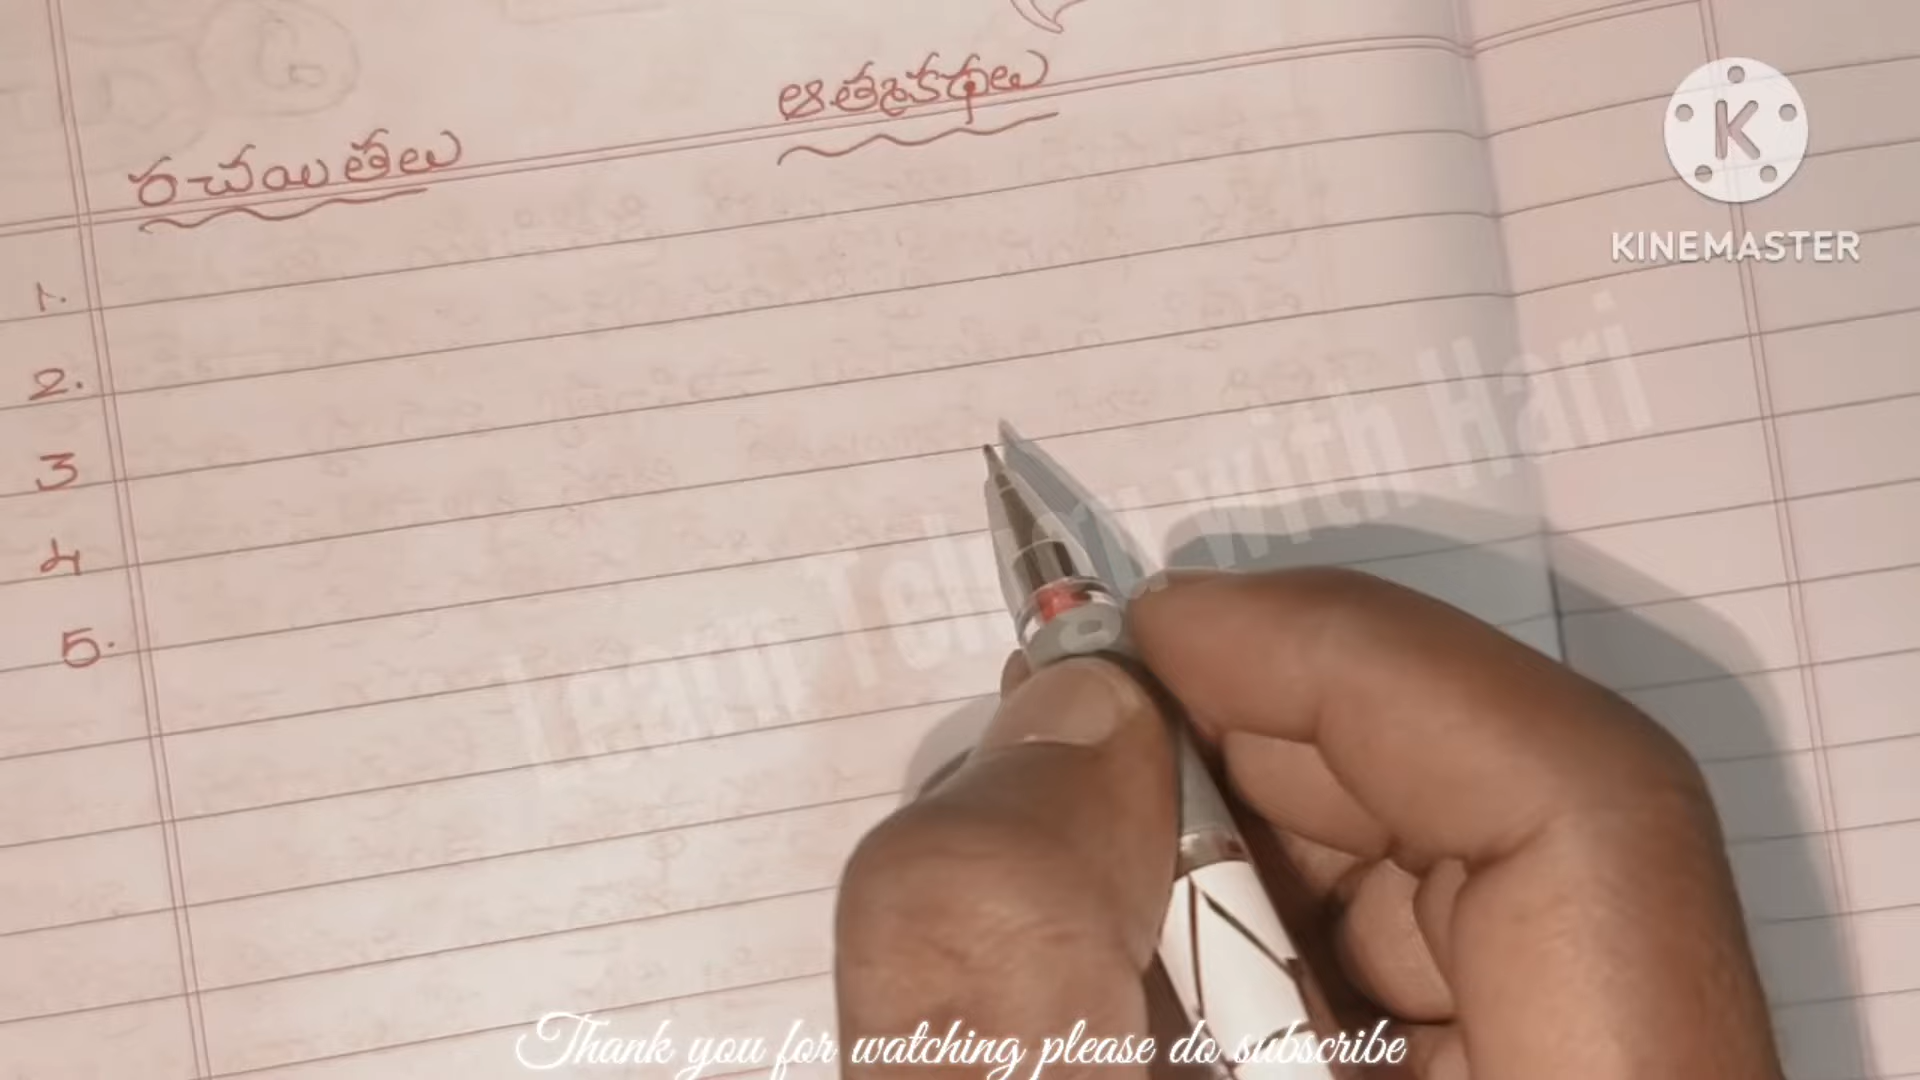 ఆత్మకథలు
రచయితలు
K
KINEMASTER
1.
2.
3
4
5.
Learn Telugu with Hari
Thank you for watching please do subscribe